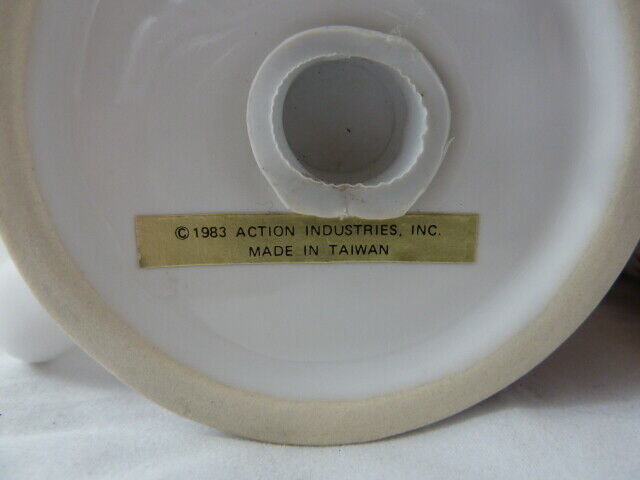 ©1983 ACTION INDUSTRIES, INC.
MADE IN TAIWAN